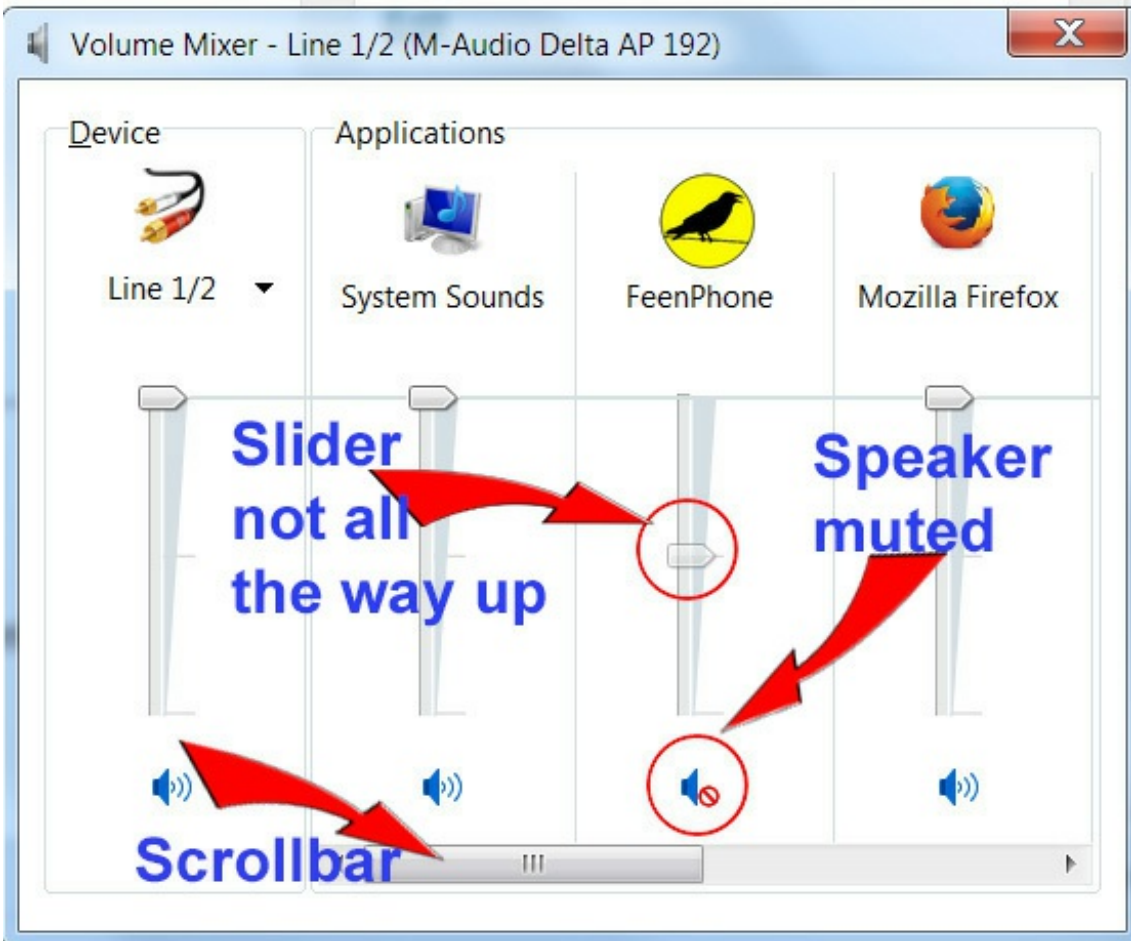 Volume Mixer - Line 1/2 (M-Audio Delta AP 192)
Device
Applications
Line 1/2
System Sounds
FeenPhone
Mozilla Firefox
Slider
not all
the way up
Speaker
muted
Scrollbar